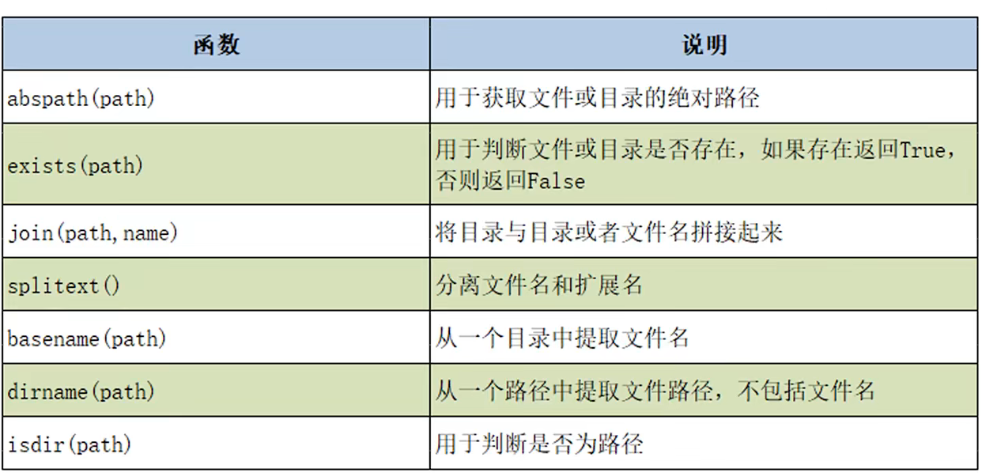 函数 说明
abspath(path) 用于获取文件或目录的绝对路径
exists(path) 用于判断文件或目录是否存在，如果存在返回True，
否则返回False
join(path,name) 将目录与目录或者文件名拼接起来
splitext() 分离文件名和扩展名
basename(path) 从一个目录中提取文件名
dirname(path) 从一个路径中提取文件路径，不包括文件名
isdir(path) 用于判断是否为路径